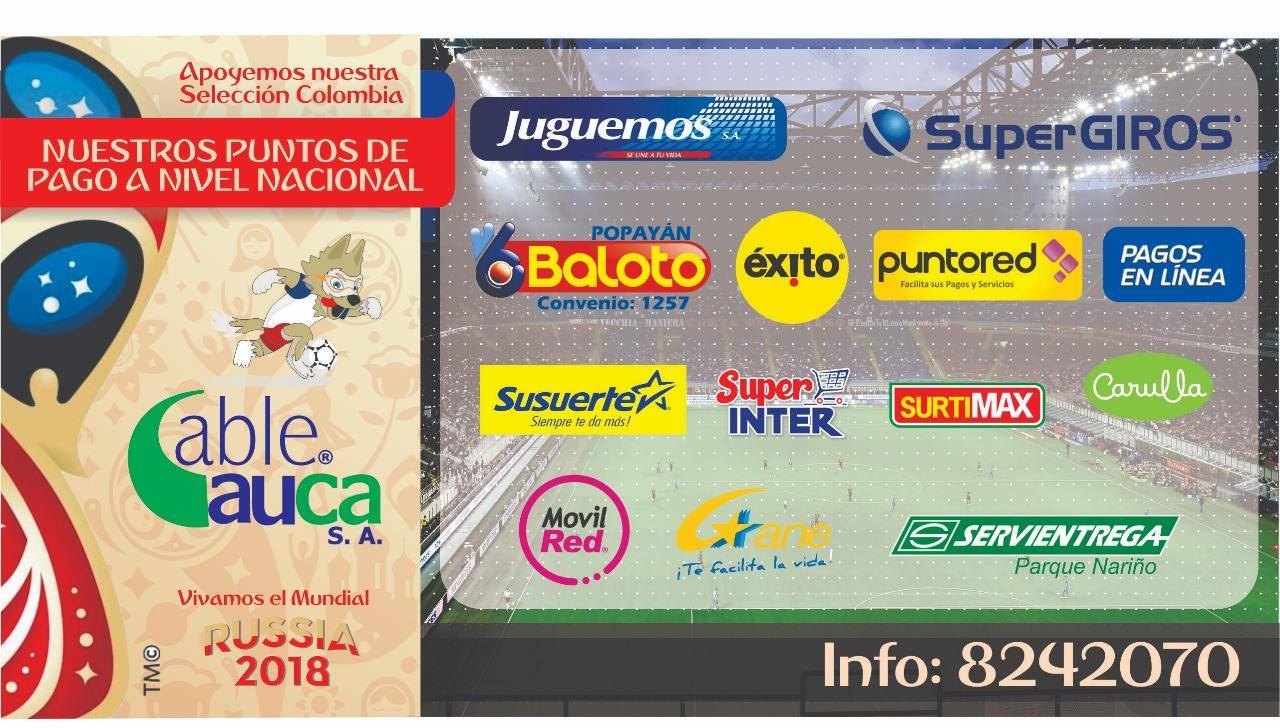 Apoyemos nuestra
Selección Colombia
NUESTROS PUNTOS DE
PAGO A NIVEL NACIONAL
Cable®
Cauca
S. A.
Vivamos el Mundial
RUSSIA
2018
TM©
Juguemos S.A.
SE UNE A TU VIDA
SuperGIROS
POPAYÁN
Baloto
Convenio: 1257
éxito®
puntored
Facilita sus Pagos y Servicios
PAGOS
EN LÍNEA
VECCHIA MANIERA
Susuerte
Siempre te da más!
Super
INTER
SURTIMAX
Carulla
Movil
Red®
Gane
¡Te facilita la vida!
SERVIENTREGA
Parque Nariño
Info: 8242070